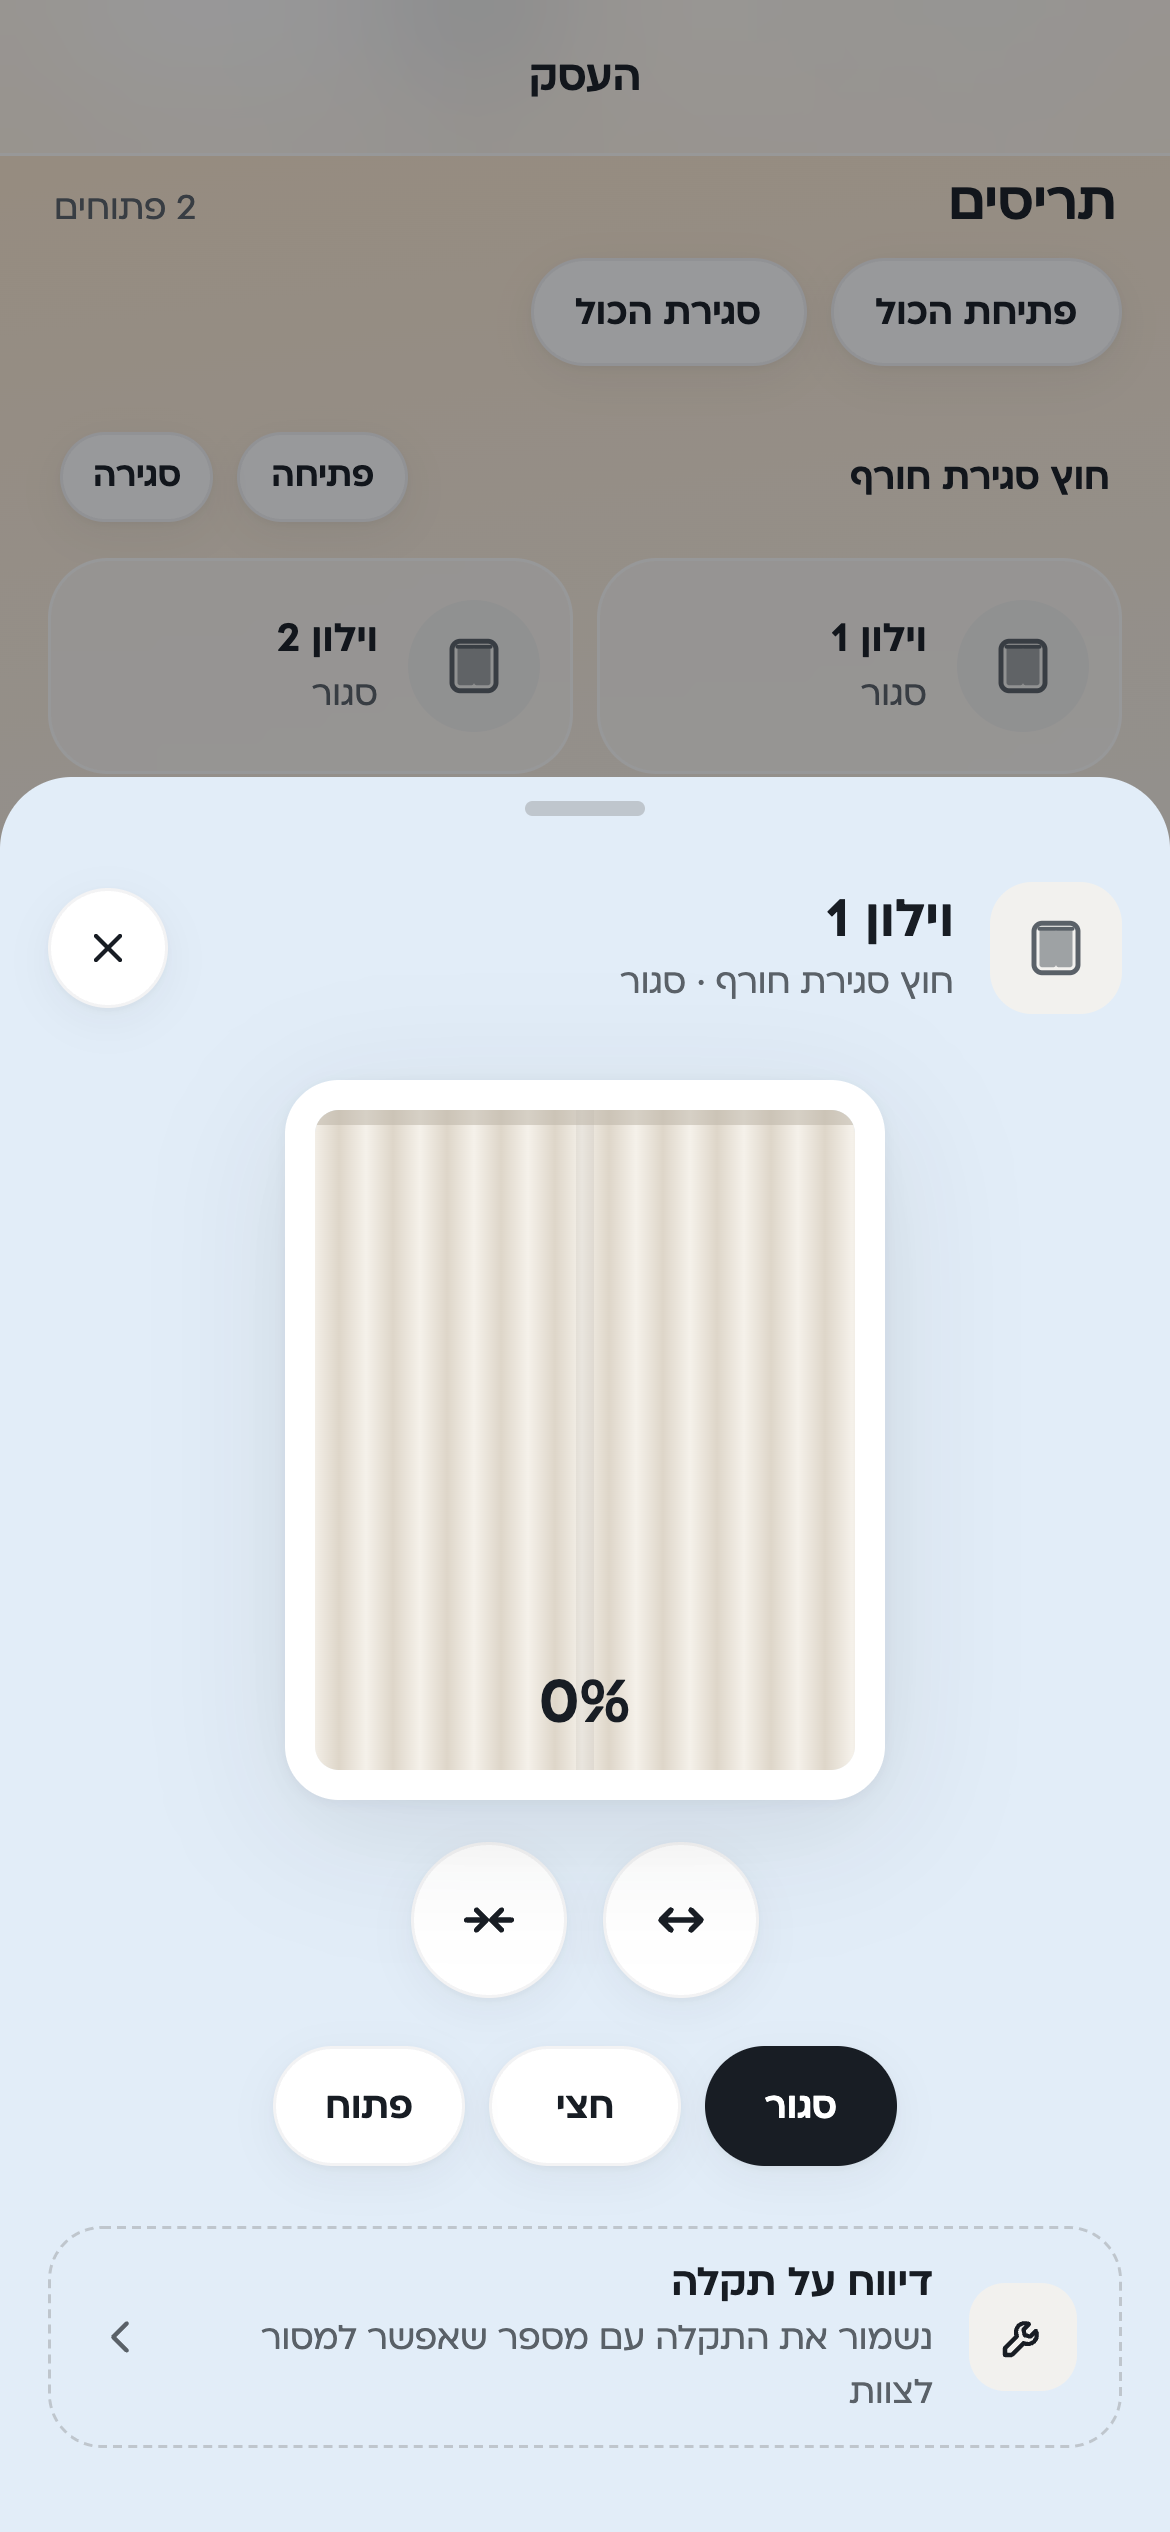 העסק
תריסים
2 פתוחים
פתיחת הכול
סגירת הכול
חוץ סגירת חורף
פתיחה
סגירה
וילון 1
סגור
וילון 2
סגור
וילון 1
חוץ סגירת חורף · סגור
0%
סגור
חצי
פתוח
דיווח על תקלה
נשמור את התקלה עם מספר שאפשר למסור
לצוות